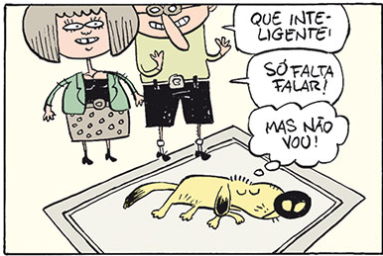 QUE INTE-
LIGENTE!
SÓ FALTA
FALAR!
MAS NÃO
VOU!